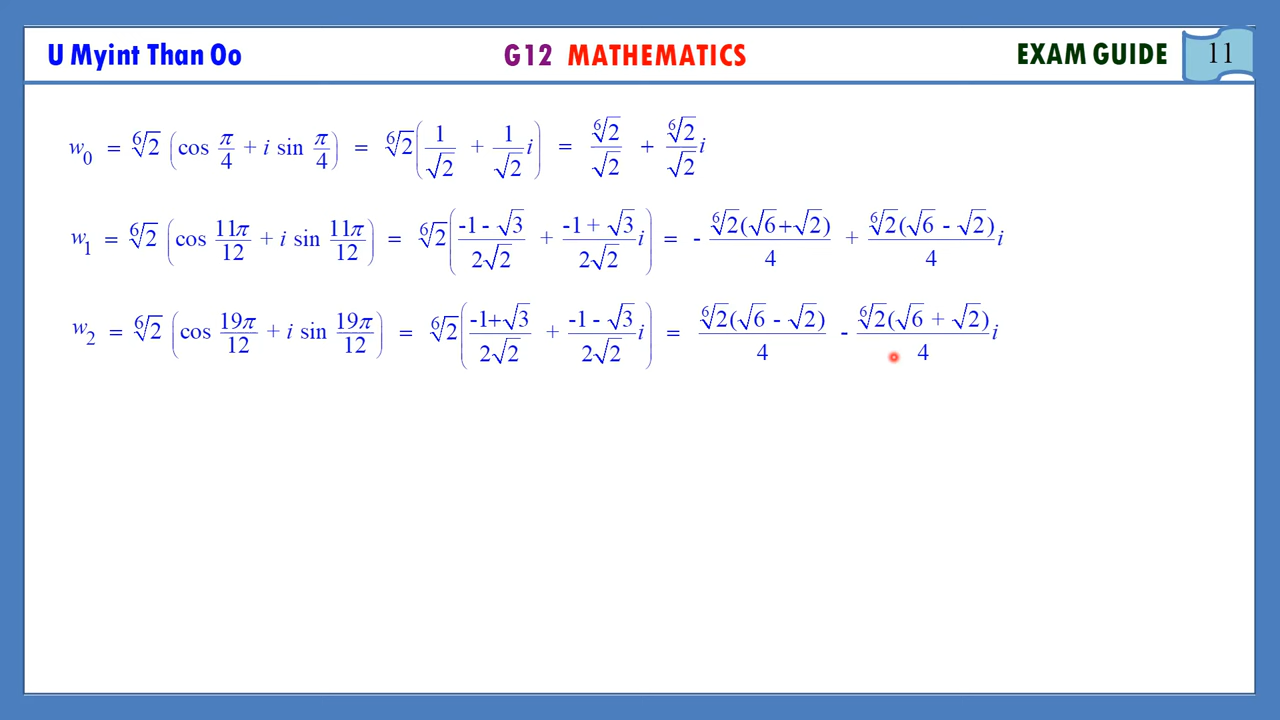 U Myint Than Oo G12 MATHEMATICS EXAM GUIDE 11
w₀ = ⁶√2 (cos π/4 + i sin π/4) = ⁶√2(1/√2 + 1/√2 i) = ⁶√2/√2 + ⁶√2/√2 i
w₁ = ⁶√2 (cos 11π/12 + i sin 11π/12) = ⁶√2((-1 - √3)/(2√2) + (-1 + √3)/(2√2) i) = - ⁶√2(√6+√2)/4 + ⁶√2(√6 - √2)/4 i
w₂ = ⁶√2 (cos 19π/12 + i sin 19π/12) = ⁶√2((-1+√3)/(2√2) + (-1 - √3)/(2√2) i) = ⁶√2(√6 - √2)/4 - ⁶√2(√6 + √2)/4 i